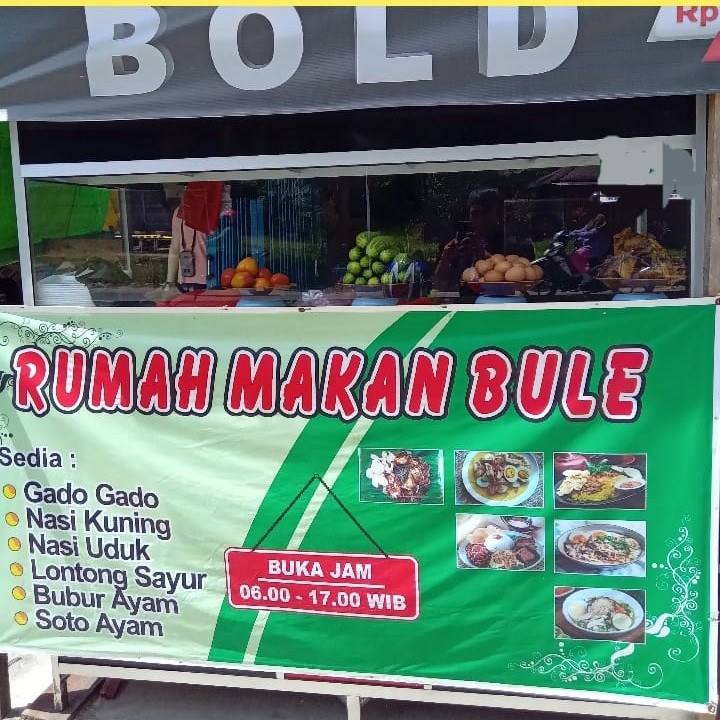 BOLD
Rp
RUMAH MAKAN BULE
Sedia :
Gado Gado
Nasi Kuning
Nasi Uduk
Lontong Sayur
Bubur Ayam
Soto Ayam
BUKA JAM
06.00 - 17.00 WIB